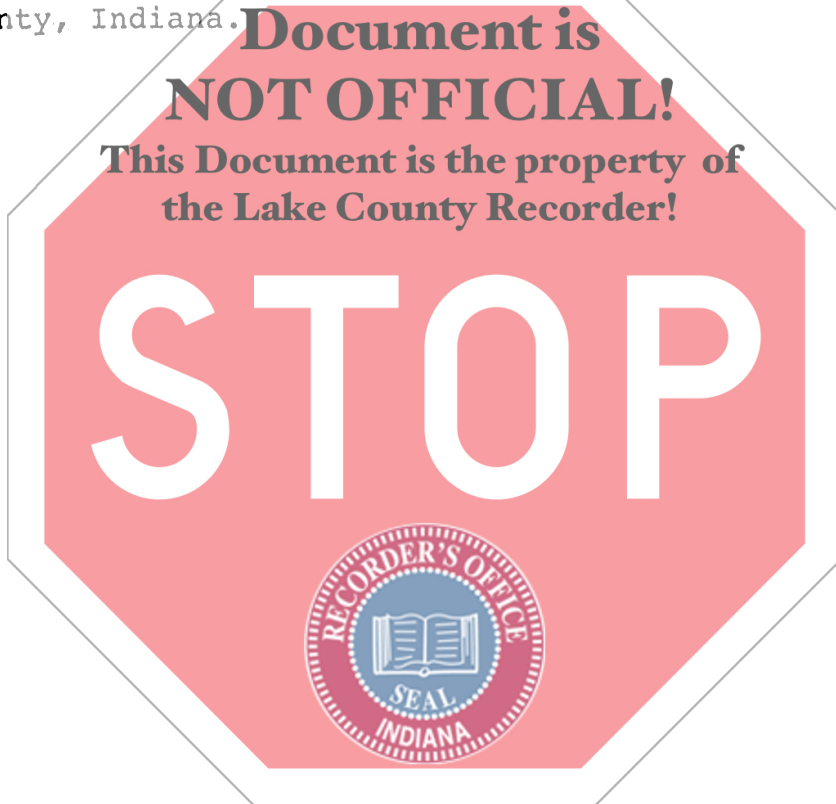 nty, Indiana.
Document is
NOT OFFICIAL!
This Document is the property of
the Lake County Recorder!
STOP
RECORDER'S OFFICE
SEAL
INDIANA